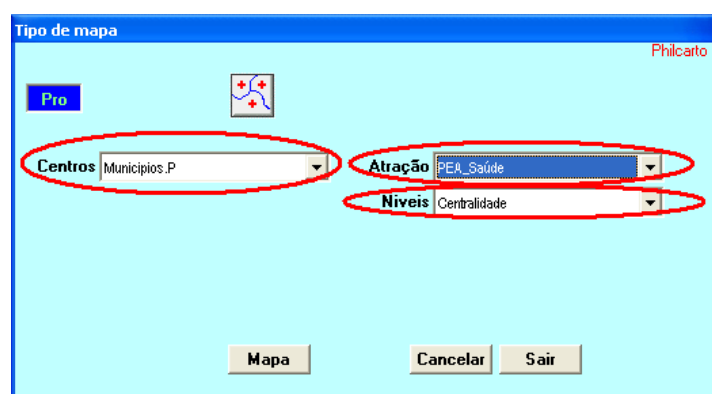 Tipo de mapa
Philcarto
Pro
Centros Municipios.P Atração PEA_Saúde
Niveis Centralidade
Mapa Cancelar Sair